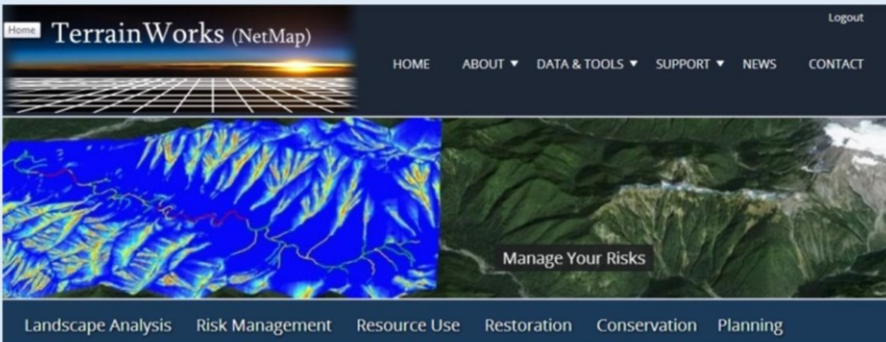 Logout
Home
TerrainWorks (NetMap)
HOME ABOUT ▼ DATA & TOOLS ▼ SUPPORT ▼ NEWS CONTACT
Manage Your Risks
Landscape Analysis Risk Management Resource Use Restoration Conservation Planning